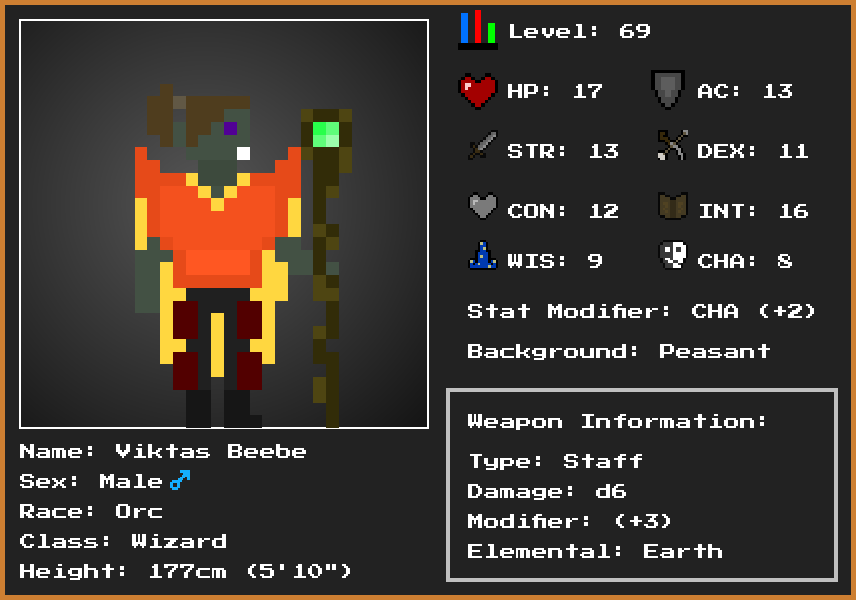 Level: 69
HP: 17
AC: 13
STR: 13
DEX: 11
CON: 12
INT: 16
WIS: 9
CHA: 8
Stat Modifier: CHA (+2)
Background: Peasant
Weapon Information:
Type: Staff
Damage: d6
Modifier: (+3)
Elemental: Earth
Name: Viktas Beebe
Sex: Male ♂
Race: Orc
Class: Wizard
Height: 177cm (5'10")